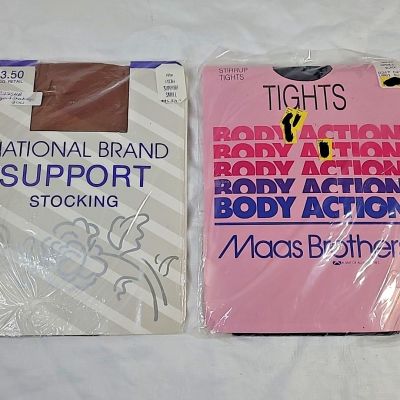 3.50
NATIONAL BRAND
SUPPORT
STOCKING
STIRRUP
TIGHTS
TIGHTS
BODY ACTION
BODY ACTION
BODY ACTION
BODY ACTION
BODY ACTION
Maas Brothers